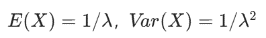 E(X) = 1/λ, Var(X) = 1/λ²